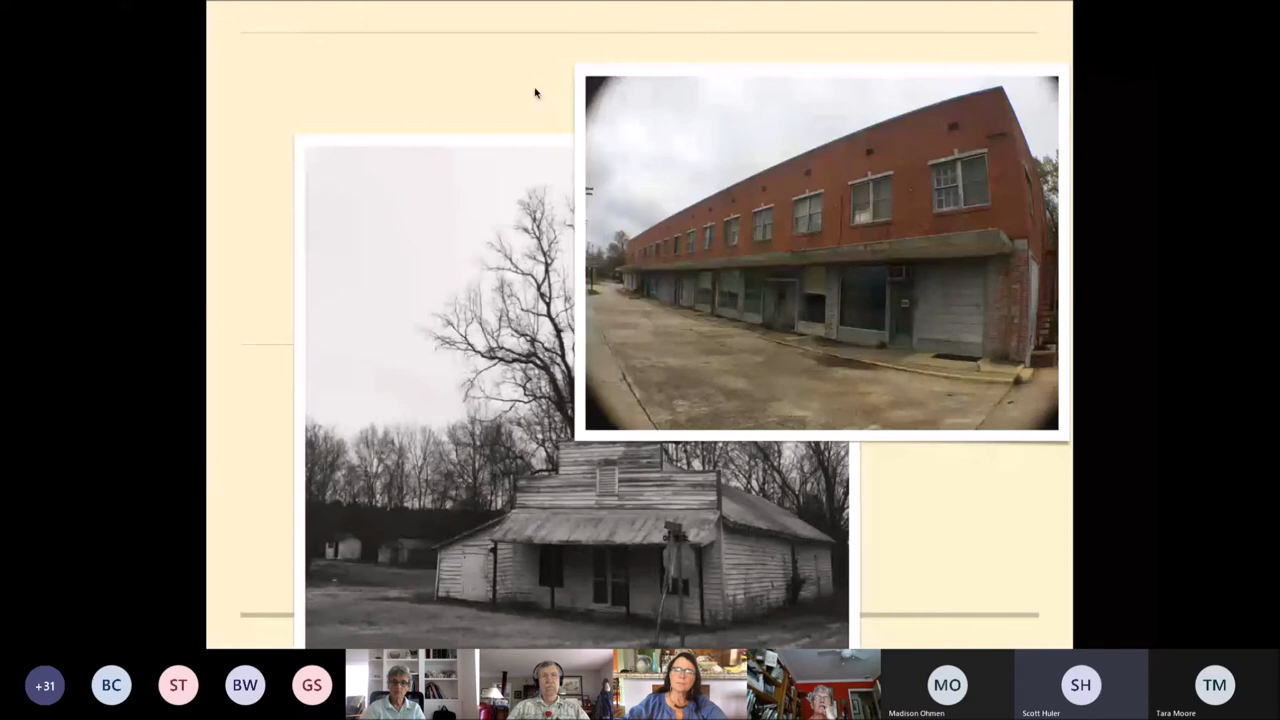 +31
BC
ST
BW
GS
MO
Madison Ohmen
SH
Scott Huler
TM
Tara Moore